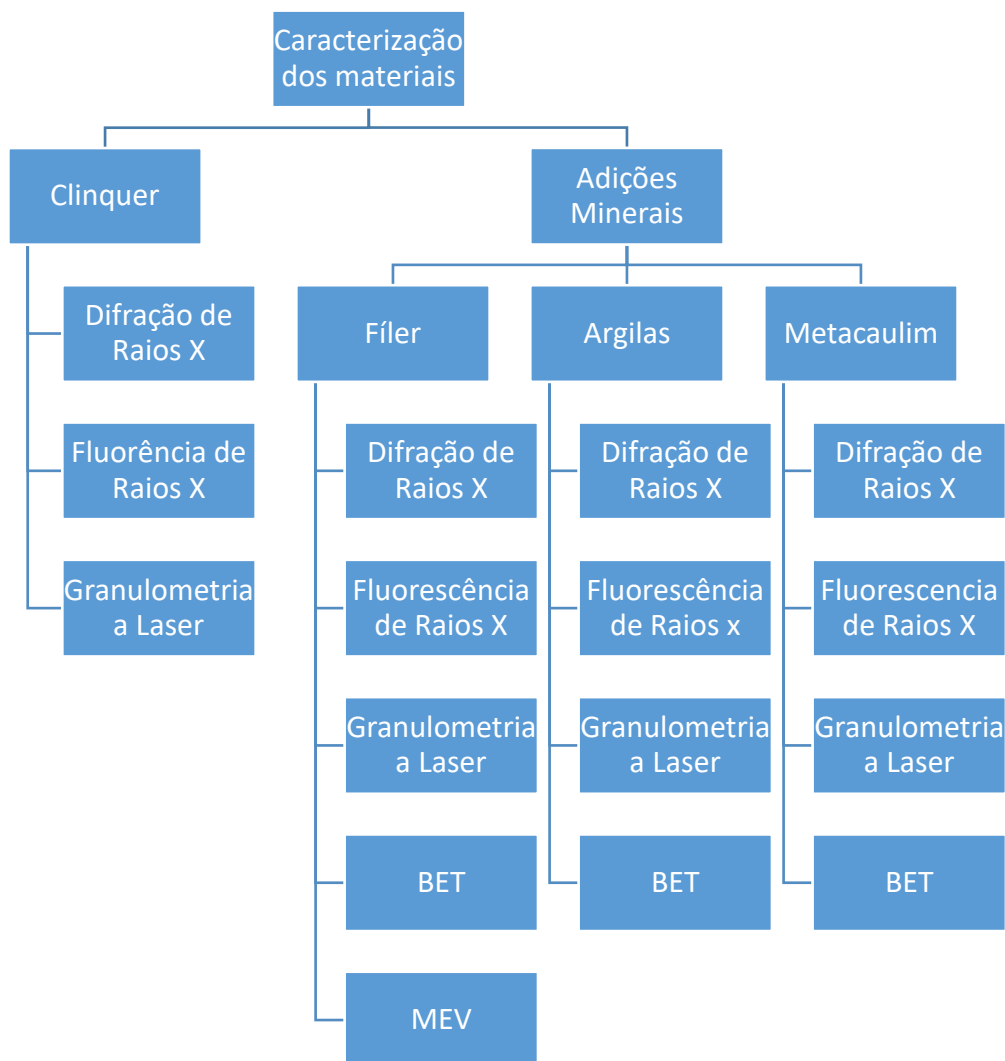 Caracterização
dos materiais
Clinquer
Adições
Minerais
Difração de
Raios X
Fluorência de
Raios X
Granulometria
a Laser
Fíler
Difração de
Raios X
Fluorescência
de Raios X
Granulometria
a Laser
BET
MEV
Argilas
Difração de
Raios X
Fluorescência
de Raios x
Granulometria
a Laser
BET
Metacaulim
Difração de
Raios X
Fluorescencia
de Raios X
Granulometria
a Laser
BET